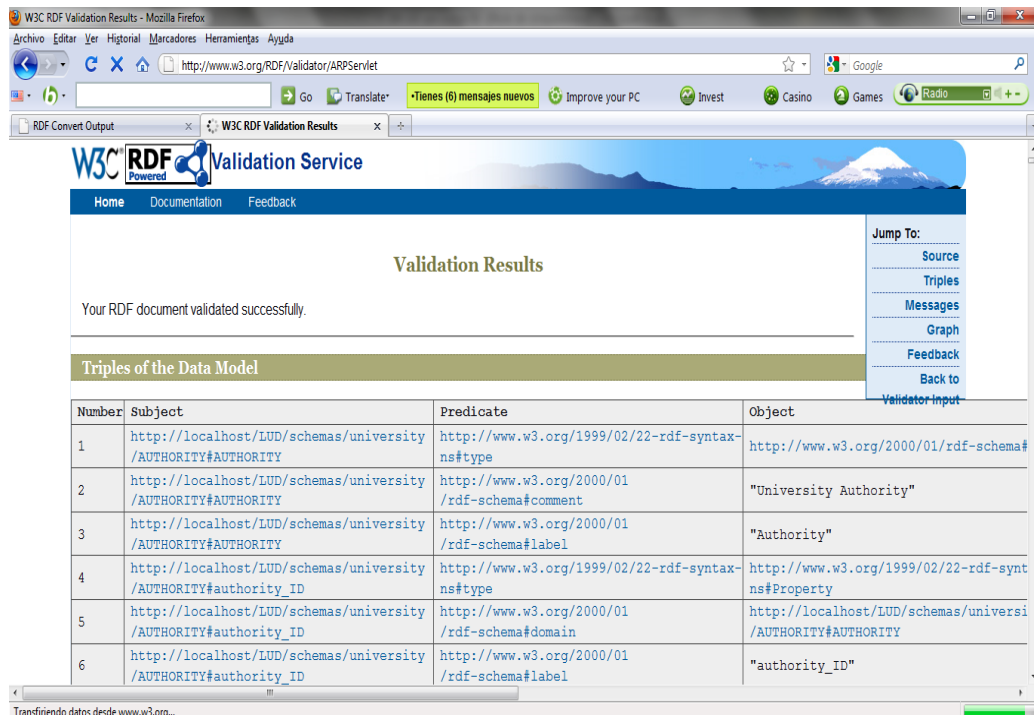 W3C RDF Validation Results - Mozilla Firefox
Archivo Editar Ver Historial Marcadores Herramientas Ayuda
http://www.w3.org/RDF/Validator/ARPServlet
Google
Go Translate •Tienes (6) mensajes nuevos Improve your PC Invest Casino Games Radio
RDF Convert Output x W3C RDF Validation Results x
W3C® RDF Powered Validation Service
Home Documentation Feedback
Jump To:
Source
Triples
Messages
Graph
Feedback
Back to
Validator Input
Validation Results
Your RDF document validated successfully.
Triples of the Data Model
Number Subject Predicate Object
1 http://localhost/LUD/schemas/university http://www.w3.org/1999/02/22-rdf-syntax- http://www.w3.org/2000/01/rdf-schema#
/AUTHORITY#AUTHORITY ns#type
2 http://localhost/LUD/schemas/university http://www.w3.org/2000/01 "University Authority"
/AUTHORITY#AUTHORITY /rdf-schema#comment
3 http://localhost/LUD/schemas/university http://www.w3.org/2000/01 "Authority"
/AUTHORITY#AUTHORITY /rdf-schema#label
4 http://localhost/LUD/schemas/university http://www.w3.org/1999/02/22-rdf-syntax- http://www.w3.org/1999/02/22-rdf-synt
/AUTHORITY#authority_ID ns#type ns#Property
5 http://localhost/LUD/schemas/university http://www.w3.org/2000/01 http://localhost/LUD/schemas/universi
/AUTHORITY#authority_ID /rdf-schema#domain /AUTHORITY#AUTHORITY
6 http://localhost/LUD/schemas/university http://www.w3.org/2000/01 "authority_ID"
/AUTHORITY#authority_ID /rdf-schema#label
Transfiriendo datos desde www.w3.org...